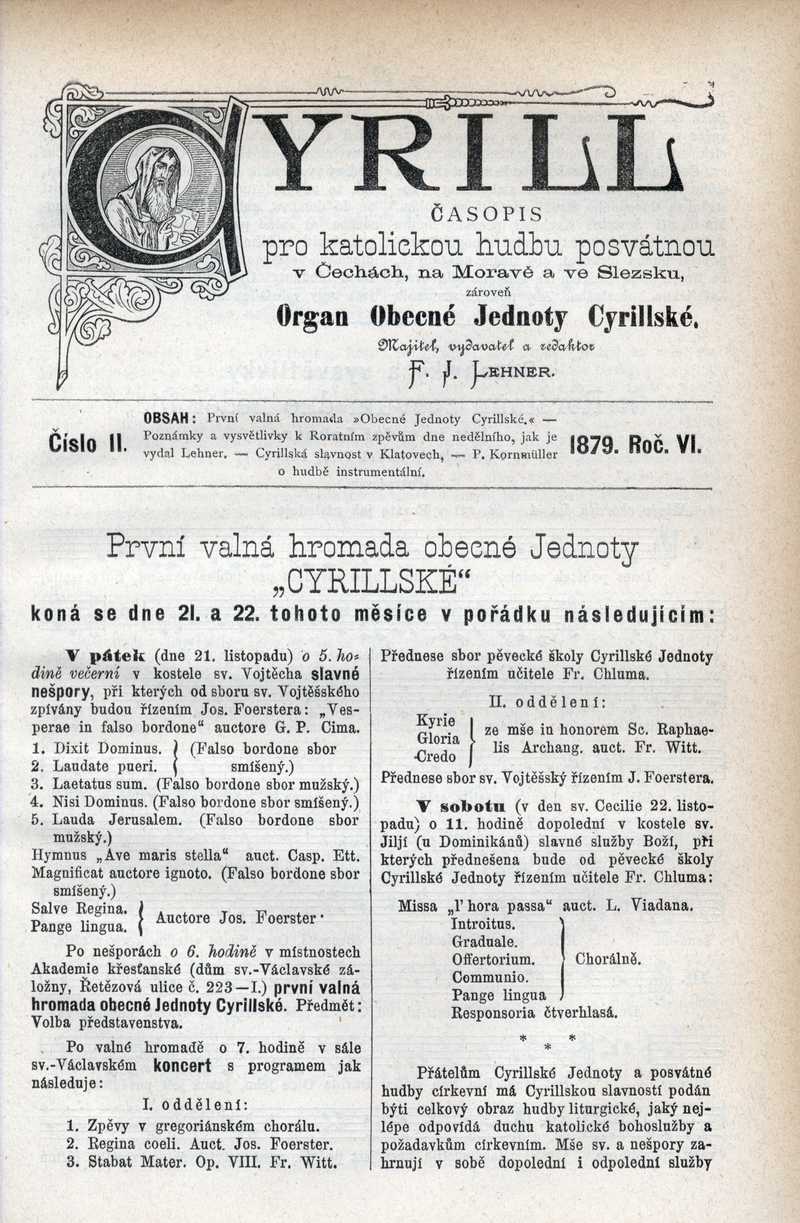 CYRILL
ČASOPIS
pro katolickou hudbu posvátnou
v Čechách, na Moravě a ve Slezsku,
zároveň
Organ Obecné Jednoty Cyrillské.
Majitel, vydavatel a redaktor
F. J. LEHNER.
Číslo 11.
OBSAH: První valná hromada »Obecné Jednoty Cyrillské.« —
Poznámky a vysvětlivky k Roratním zpěvům dne nedělního, jak je
vydal Lehner. — Cyrillská slavnost v Klatovech, — P. Kornmüller
o hudbě instrumentální.
1879. Roč. VI.
První valná hromada obecné Jednoty
„CYRILLSKÉ“
koná se dne 21. a 22. tohoto měsíce v pořádku následujícím:
V pátek (dne 21. listopadu) o 5. ho-
dině večerní v kostele sv. Vojtěcha slavné
nešpory, při kterých od sboru sv. Vojtěšského
zpívány budou řízením Jos. Foerstera: „Ves-
perae in falso bordone“ auctore G. P. Cima.
1. Dixit Dominus. } (Falso bordone sbor
2. Laudate pueri. { smíšený.)
3. Laetatus sum. (Falso bordone sbor mužský.)
4. Nisi Dominus. (Falso bordone sbor smíšený.)
5. Lauda Jerusalem. (Falso bordone sbor
mužský.)
Hymnus „Ave maris stella“ auct. Casp. Ett.
Magnificat auctore ignoto. (Falso bordone sbor
smíšený.)
Salve Regina. }
Pange lingua. { Auctore Jos. Foerster.
Po nešporách o 6. hodině v místnostech
Akademie křesťanské (dům sv.-Václavské zá-
ložny, Řetězová ulice č. 223—I.) první valná
hromada obecné Jednoty Cyrillské. Předmět:
Volba představenstva.
Po valné hromadě o 7. hodině v sále
sv.-Václavském koncert s programem jak
následuje:
I. oddělení:
1. Zpěvy v gregoriánském chorálu.
2. Regina coeli. Auct. Jos. Foerster.
3. Stabat Mater. Op. VIII. Fr. Witt.
Přednese sbor pěvecké školy Cyrillské Jednoty
řízením učitele Fr. Chluma.
II. oddělení:
Kyrie
Gloria } ze mše in honorem Sc. Raphae-
Credo lis Archang. auct. Fr. Witt.
Přednese sbor sv. Vojtěšský řízením J. Foerstera.
V sobotu (v den sv. Cecilie 22. listo-
padu) o 11. hodině dopolední v kostele sv.
Jiljí (u Dominikánů) slavné služby Boží, při
kterých přednešena bude od pěvecké školy
Cyrillské Jednoty řízením učitele Fr. Chluma:
Missa „l' hora passa“ auct. L. Viadana.
Introitus.
Graduale.
Offertorium. } Chorálně.
Communio.
Pange lingua
Responsoria čtverhlasá.
* * *
Přátelům Cyrillské Jednoty a posvátné
hudby církevní má Cyrillskou slavností podán
býti celkový obraz hudby liturgické, jaký nej-
lépe odpovídá duchu katolické bohoslužby a
požadavkům církevním. Mše sv. a nešpory za-
hrnují v sobě dopolední i odpolední služby